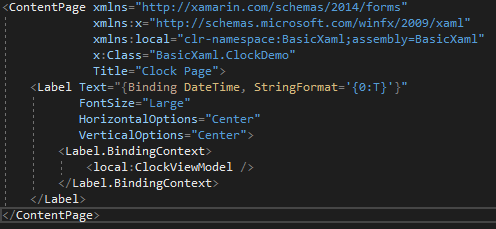 <ContentPage xmlns="http://xamarin.com/schemas/2014/forms"
xmlns:x="http://schemas.microsoft.com/winfx/2009/xaml"
xmlns:local="clr-namespace:BasicXaml;assembly=BasicXaml"
x:Class="BasicXaml.ClockDemo"
Title="Clock Page">
<Label Text="{Binding DateTime, StringFormat='{0:T}'}"
FontSize="Large"
HorizontalOptions="Center"
VerticalOptions="Center">
<Label.BindingContext>
<local:ClockViewModel />
</Label.BindingContext>
</Label>
</ContentPage>